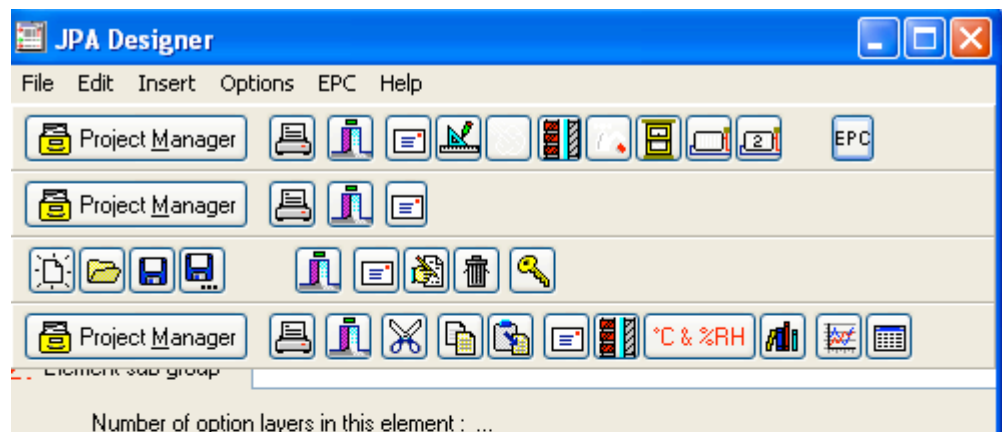 JPA Designer
File Edit Insert Options EPC Help
Project Manager 2 EPC
Project Manager
Project Manager °C & %RH
Element sub group
Number of option layers in this element : ...